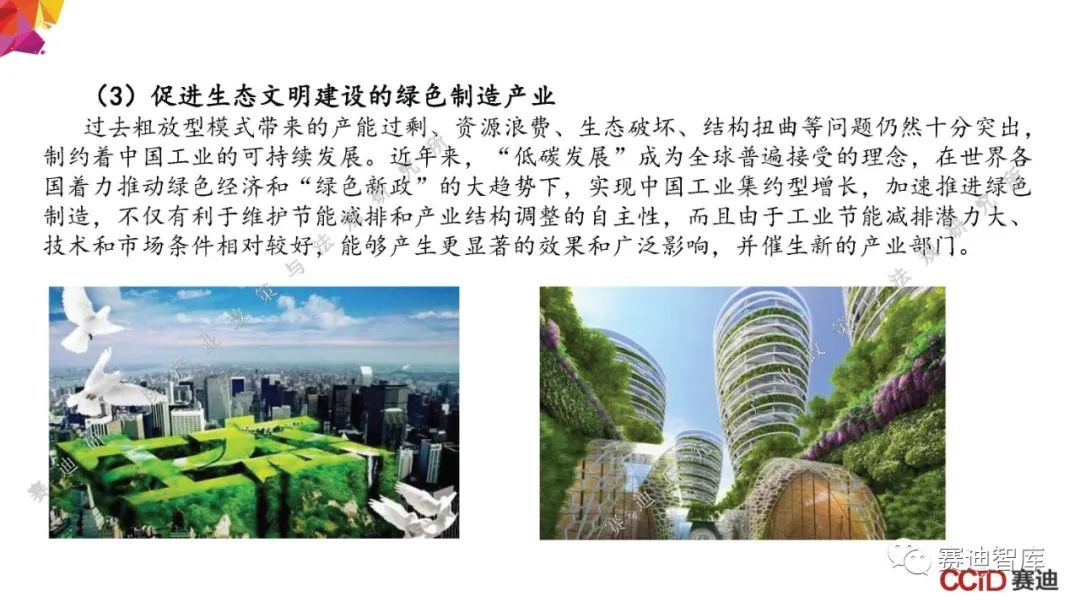 （3）促进生态文明建设的绿色制造产业
过去粗放型模式带来的产能过剩、资源浪费、生态破坏、结构扭曲等问题仍然十分突出，
制约着中国工业的可持续发展。近年来，“低碳发展”成为全球普遍接受的理念，在世界各
国着力推动绿色经济和“绿色新政”的大趋势下，实现中国工业集约型增长，加速推进绿色
制造，不仅有利于维护节能减排和产业结构调整的自主性，而且由于工业节能减排潜力大、
技术和市场条件相对较好，能够产生更显著的效果和广泛影响，并催生新的产业部门。
赛迪智库
CCID 赛迪